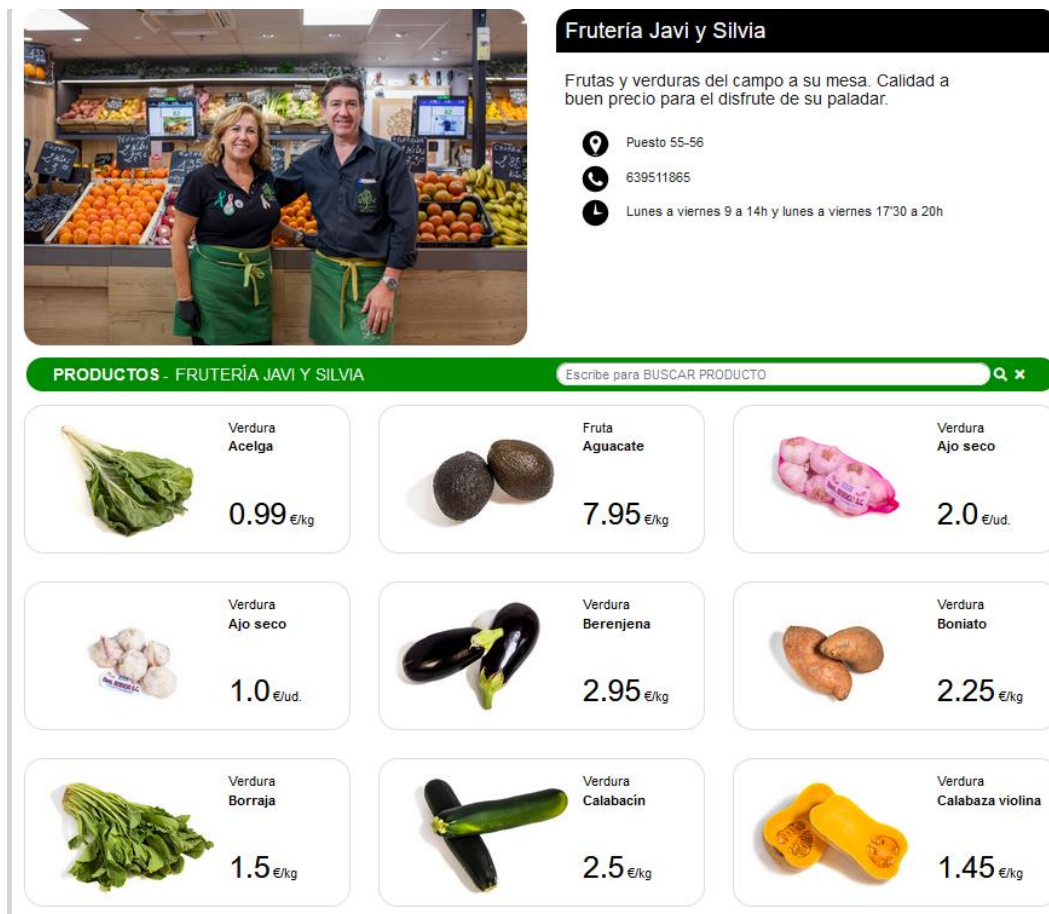 Frutería Javi y Silvia
Frutas y verduras del campo a su mesa. Calidad a
buen precio para el disfrute de su paladar.
Puesto 55-56
639511865
Lunes a viernes 9 a 14h y lunes a viernes 17'30 a 20h
PRODUCTOS - FRUTERÍA JAVI Y SILVIA
Escribe para BUSCAR PRODUCTO
Verdura
Acelga
0.99 €/kg
Fruta
Aguacate
7.95 €/kg
Verdura
Ajo seco
2.0 €/ud.
Verdura
Ajo seco
1.0 €/ud.
Verdura
Berenjena
2.95 €/kg
Verdura
Boniato
2.25 €/kg
Verdura
Borraja
1.5 €/kg
Verdura
Calabacín
2.5 €/kg
Verdura
Calabaza violina
1.45 €/kg